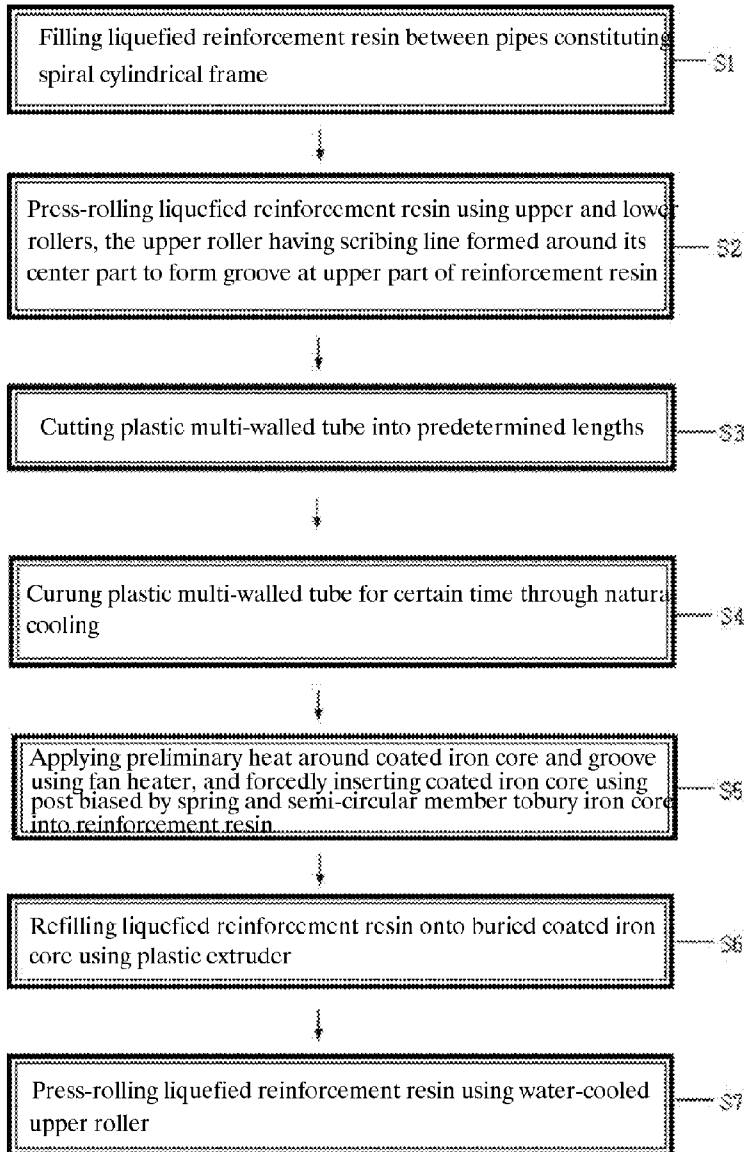 Filling liquefied reinforcement resin between pipes constituting
spiral cylindrical frame
S1
Press-rolling liquefied reinforcement resin using upper and lower
rollers, the upper roller having scribing line formed around its
center part to form groove at upper part of reinforcement resin
S2
Cutting plastic multi-walled tube into predetermined lengths
S3
Curung plastic multi-walled tube for certain time through natura
cooling
S4
Applying preliminary heat around coated iron core and groove
using fan heater, and forcedly inserting coated iron core using
post biased by spring and semi-circular member tobury iron core
into reinforcement resin
S5
Refilling liquefied reinforcement resin onto buried coated iron
core using plastic extruder
S6
Press-rolling liquefied reinforcement resin using water-cooled
upper roller
S7